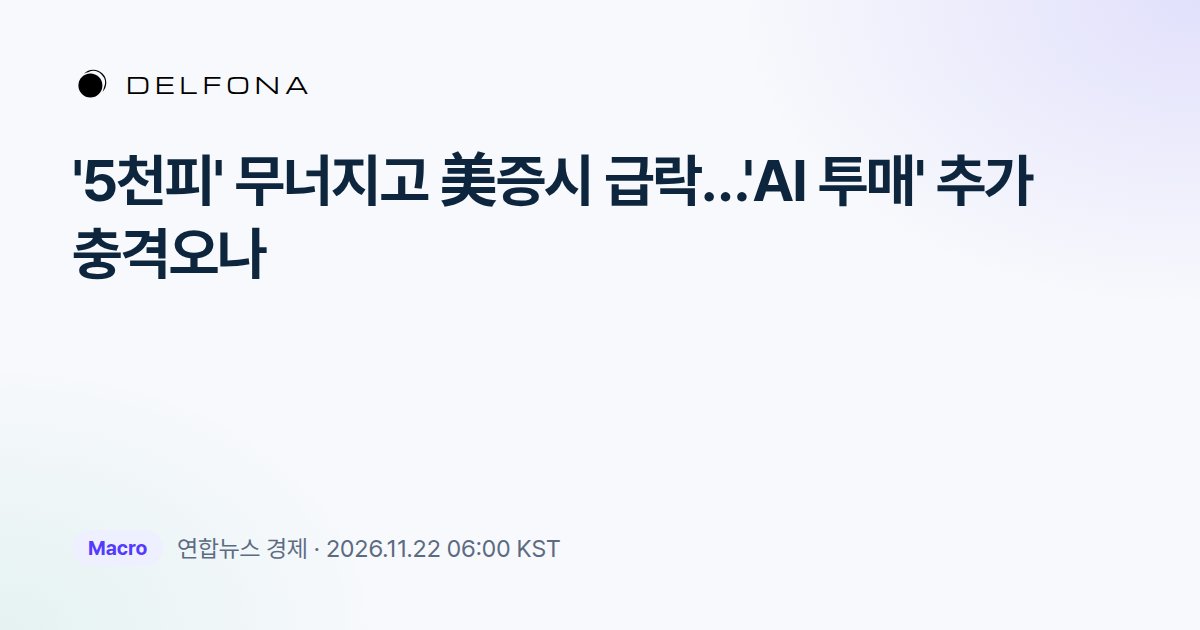 DELFONA
'5천피' 무너지고 美증시 급락...'AI 투매' 추가
충격오나
Macro 연합뉴스 경제 · 2026.11.22 06:00 KST